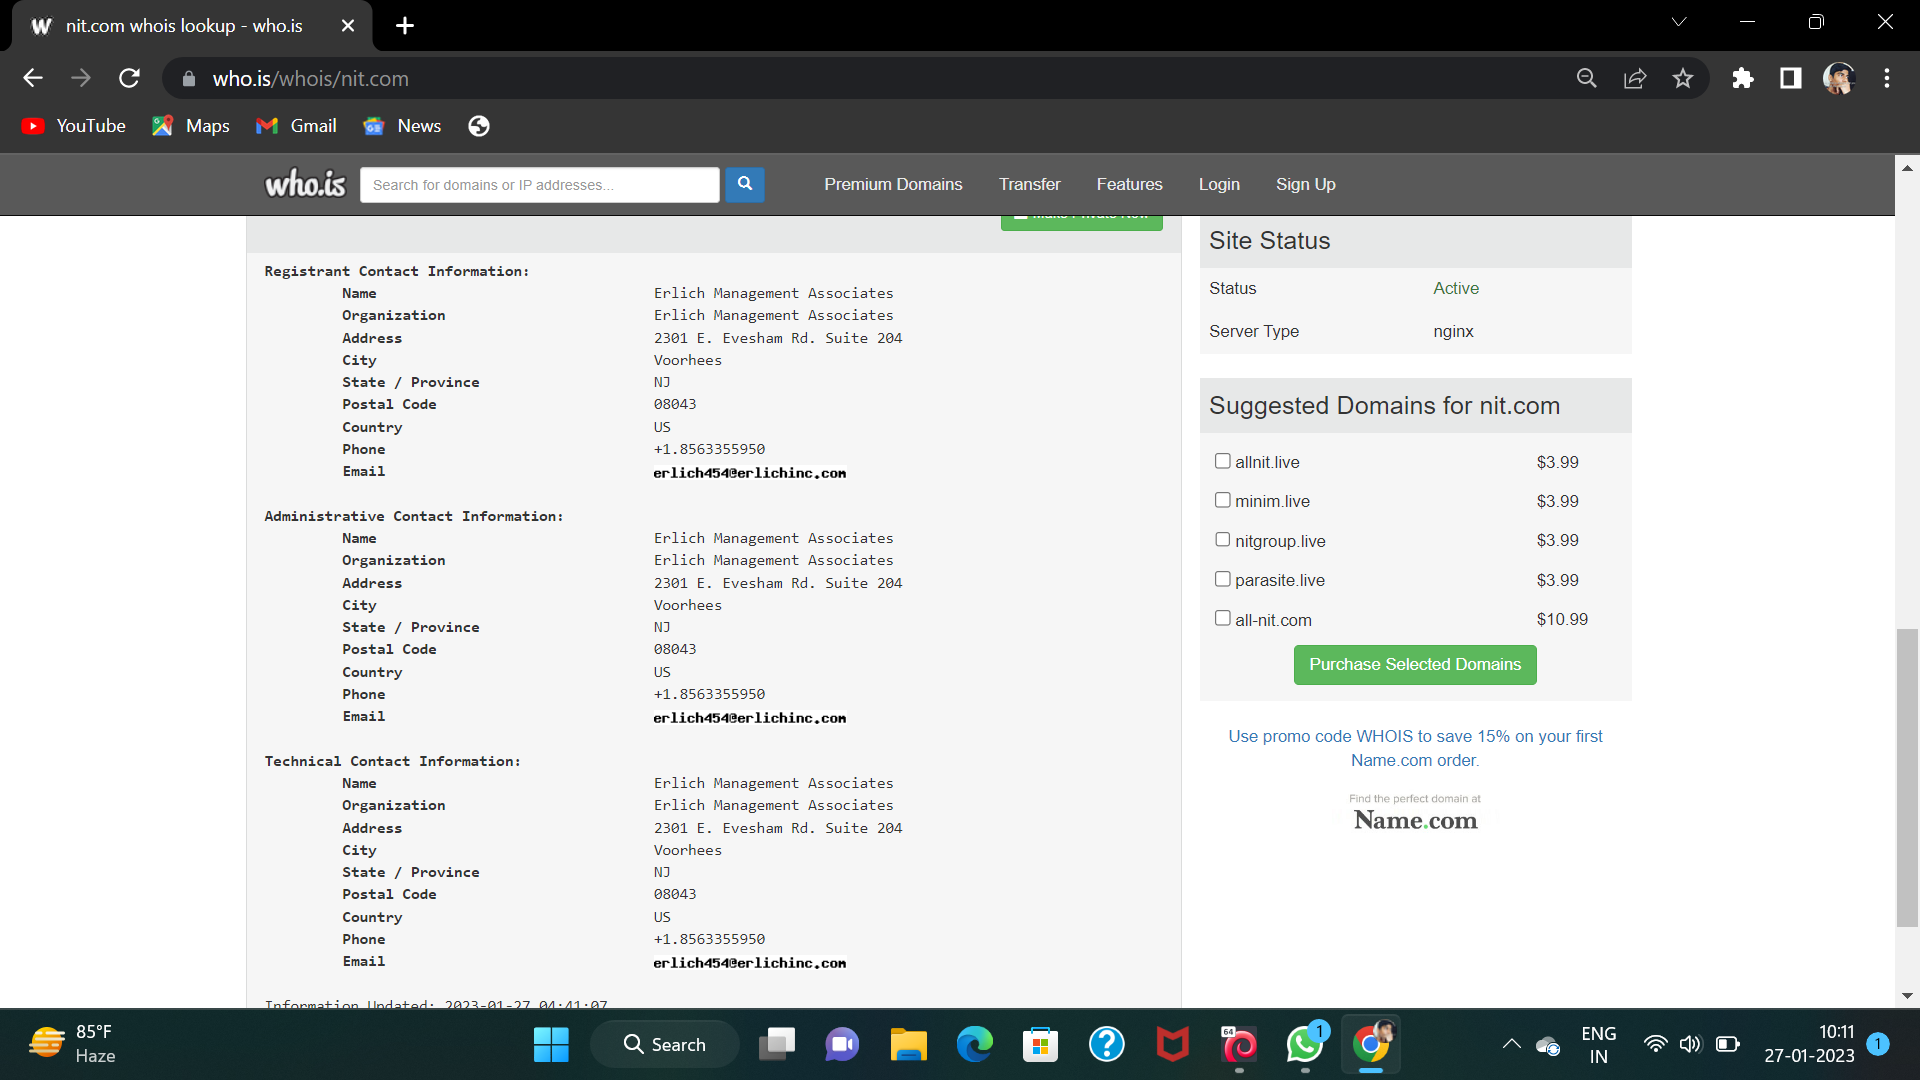 W nit.com whois lookup - who.is
who.is/whois/nit.com
YouTube Maps Gmail News
who.is Search for domains or IP addresses... Premium Domains Transfer Features Login Sign Up
Registrant Contact Information:
Name Erlich Management Associates
Organization Erlich Management Associates
Address 2301 E. Evesham Rd. Suite 204
City Voorhees
State / Province NJ
Postal Code 08043
Country US
Phone +1.8563355950
Email erlich454@erlichinc.com
Administrative Contact Information:
Name Erlich Management Associates
Organization Erlich Management Associates
Address 2301 E. Evesham Rd. Suite 204
City Voorhees
State / Province NJ
Postal Code 08043
Country US
Phone +1.8563355950
Email erlich454@erlichinc.com
Technical Contact Information:
Name Erlich Management Associates
Organization Erlich Management Associates
Address 2301 E. Evesham Rd. Suite 204
City Voorhees
State / Province NJ
Postal Code 08043
Country US
Phone +1.8563355950
Email erlich454@erlichinc.com
Information Updated: 2023-01-27 04:41:07
Site Status
Status Active
Server Type nginx
Suggested Domains for nit.com
allnit.live $3.99
minim.live $3.99
nitgroup.live $3.99
parasite.live $3.99
all-nit.com $10.99
Purchase Selected Domains
Use promo code WHOIS to save 15% on your first
Name.com order.
Find the perfect domain at
Name.com
85°F
Haze
Search
64
1
ENG
IN
10:11
27-01-2023
1